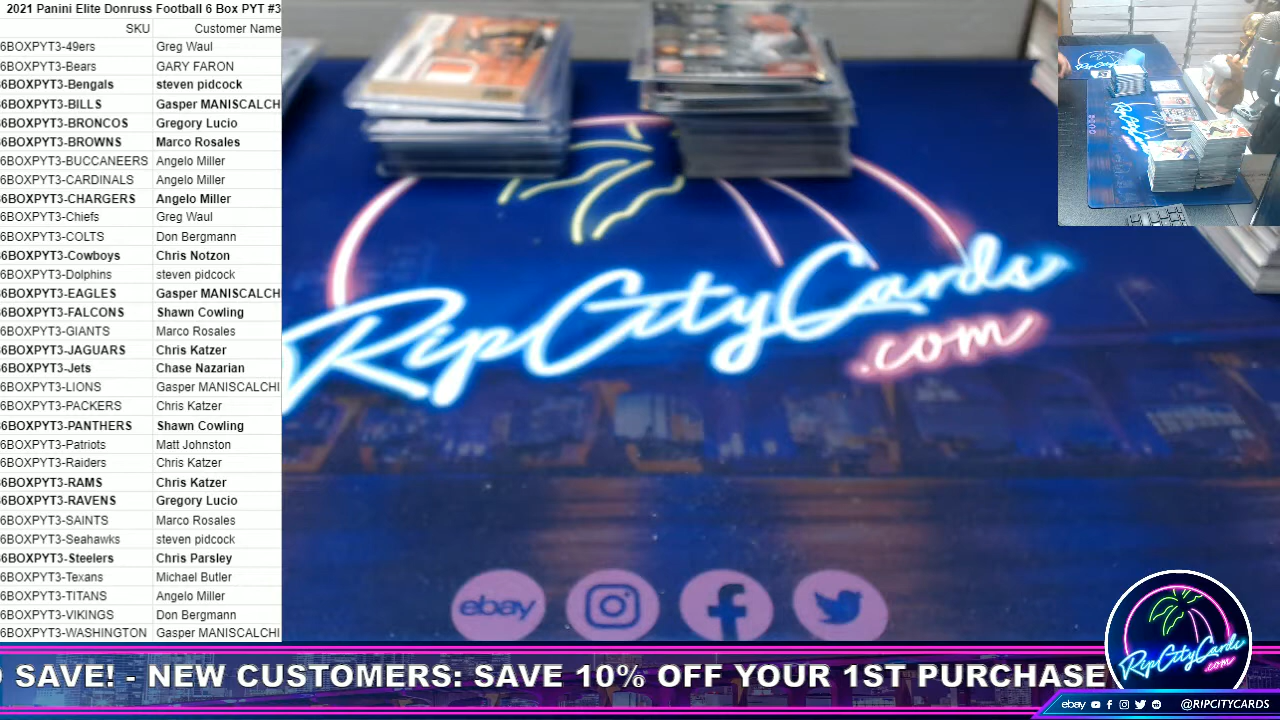 2021 Panini Elite Donruss Football 6 Box PYT #3
SKU Customer Name
6BOXPYT3-49ers Greg Waul
6BOXPYT3-Bears GARY FARON
6BOXPYT3-Bengals steven pidcock
6BOXPYT3-BILLS Gasper MANISCALCH
6BOXPYT3-BRONCOS Gregory Lucio
6BOXPYT3-BROWNS Marco Rosales
6BOXPYT3-BUCCANEERS Angelo Miller
6BOXPYT3-CARDINALS Angelo Miller
6BOXPYT3-CHARGERS Angelo Miller
6BOXPYT3-Chiefs Greg Waul
6BOXPYT3-COLTS Don Bergmann
6BOXPYT3-Cowboys Chris Notzon
6BOXPYT3-Dolphins steven pidcock
6BOXPYT3-EAGLES Gasper MANISCALCH
6BOXPYT3-FALCONS Shawn Cowling
6BOXPYT3-GIANTS Marco Rosales
6BOXPYT3-JAGUARS Chris Katzer
6BOXPYT3-Jets Chase Nazarian
6BOXPYT3-LIONS Gasper MANISCALCHI
6BOXPYT3-PACKERS Chris Katzer
6BOXPYT3-PANTHERS Shawn Cowling
6BOXPYT3-Patriots Matt Johnston
6BOXPYT3-Raiders Chris Katzer
6BOXPYT3-RAMS Chris Katzer
6BOXPYT3-RAVENS Gregory Lucio
6BOXPYT3-SAINTS Marco Rosales
6BOXPYT3-Seahawks steven pidcock
6BOXPYT3-Steelers Chris Parsley
6BOXPYT3-Texans Michael Butler
6BOXPYT3-TITANS Angelo Miller
6BOXPYT3-VIKINGS Don Bergmann
6BOXPYT3-WASHINGTON Gasper MANISCALCHI
RipCityCards
.com
ebay
SAVE! - NEW CUSTOMERS: SAVE 10% OFF YOUR 1ST PURCHASE
RipCityCards
.com
ebay @RIPCITYCARDS